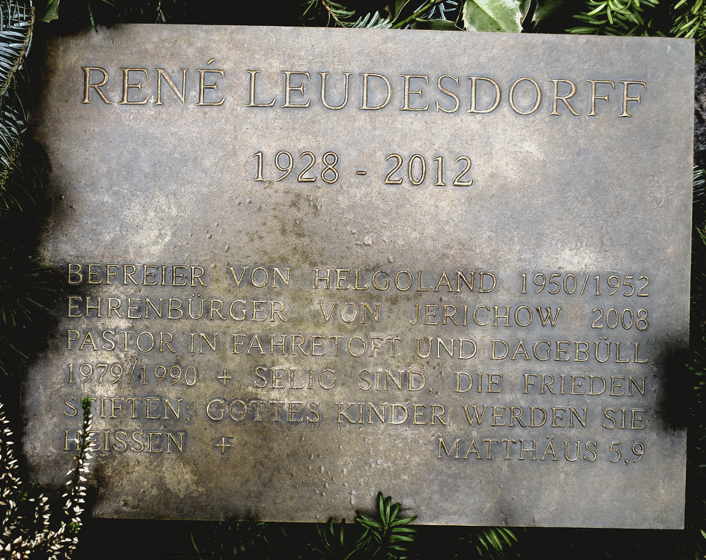 RENÉ LEUDESDORFF
1928 - 2012
BEFREIER VON HELGOLAND 1950/1952
EHRENBÜRGER VON JERICHOW 2008
PASTOR IN FAHRETOFT UND DAGEBÜLL
1979/1990 + SELIG SIND, DIE FRIEDEN
STIFTEN; GOTTES KINDER WERDEN SIE
HEISSEN + MATTHÄUS 5,9